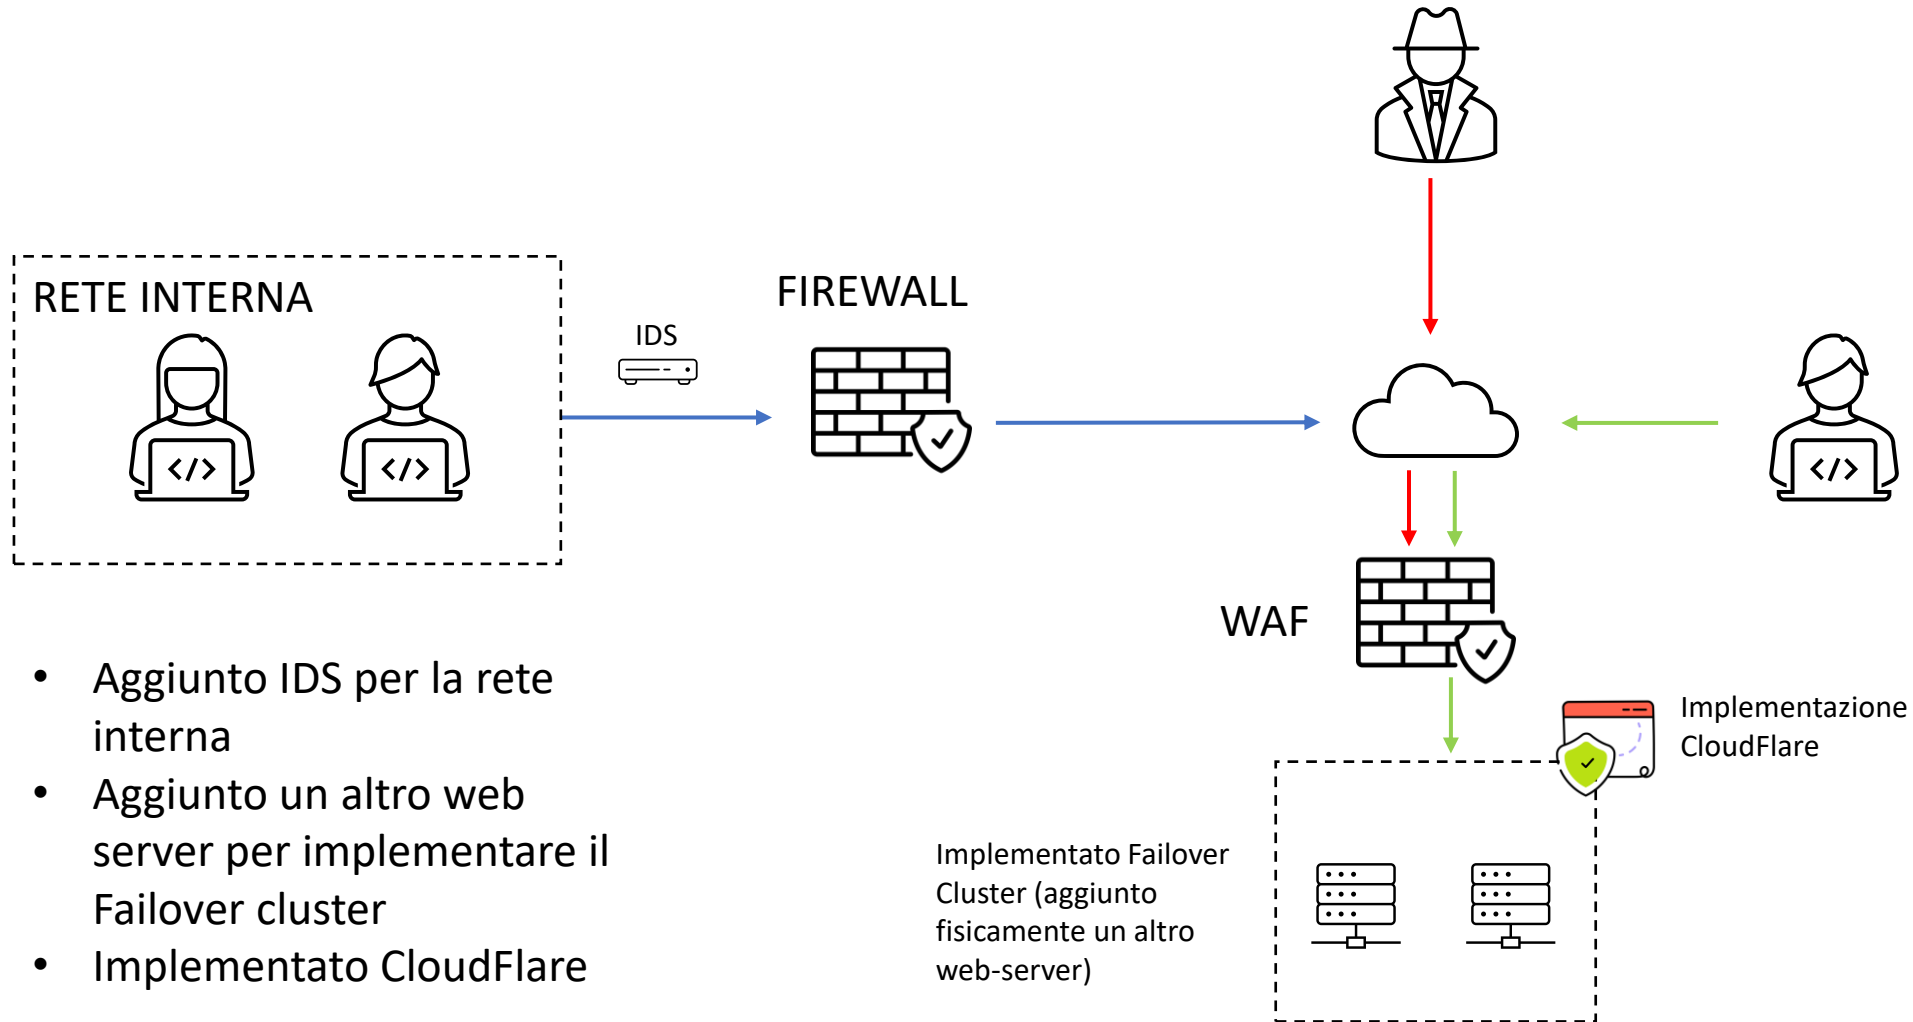 RETE INTERNA
IDS
FIREWALL
</>
</>
</>
WAF
• Aggiunto IDS per la rete
interna
• Aggiunto un altro web
server per implementare il
Failover cluster
• Implementato CloudFlare
Implementazione
CloudFlare
Implementato Failover
Cluster (aggiunto
fisicamente un altro
web-server)